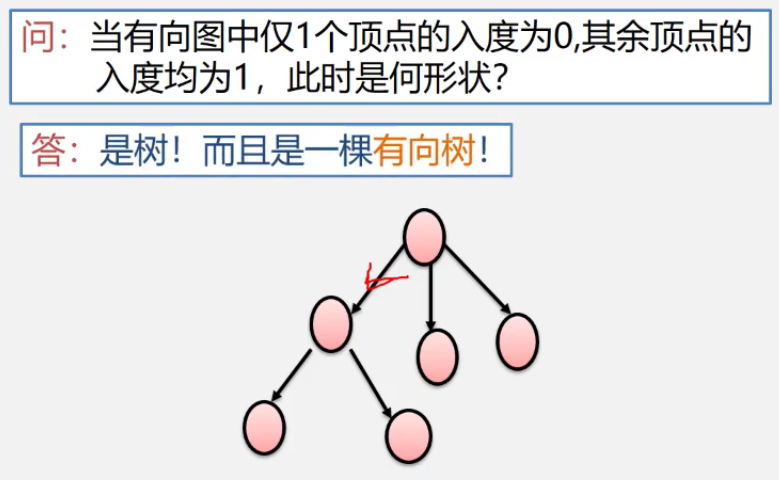 问：当有向图中仅1个顶点的入度为0,其余顶点的
入度均为1，此时是何形状？
答：是树！而且是一棵有向树！